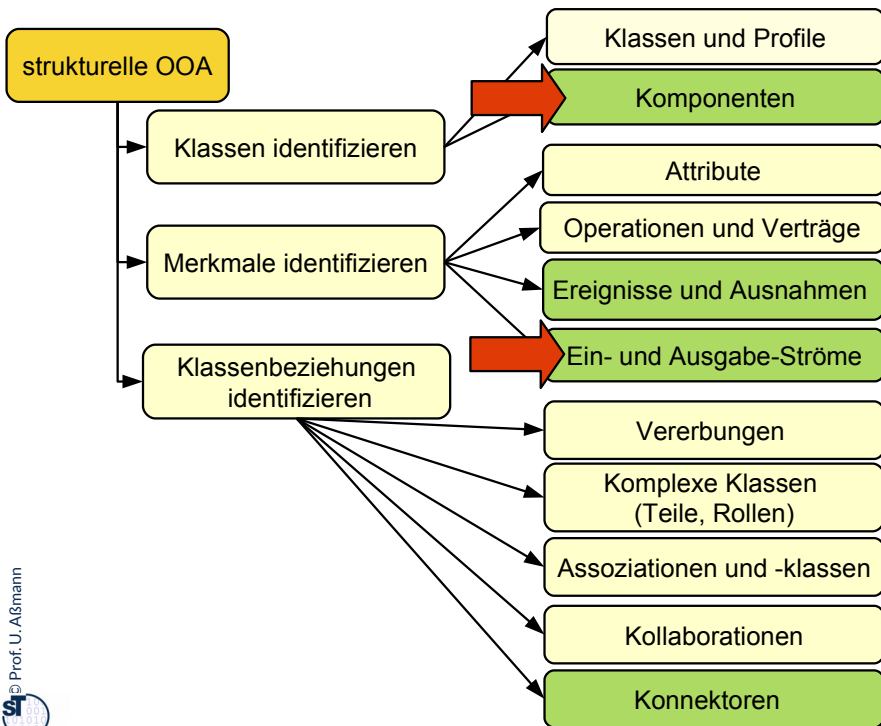 strukturelle OOA
Klassen identifizieren
Klassen und Profile
Komponenten
Merkmale identifizieren
Attribute
Operationen und Verträge
Ereignisse und Ausnahmen
Ein- und Ausgabe-Ströme
Klassenbeziehungen
identifizieren
Vererbungen
Komplexe Klassen
(Teile, Rollen)
Assoziationen und -klassen
Kollaborationen
Konnektoren
© Prof. U. Aßmann
ST